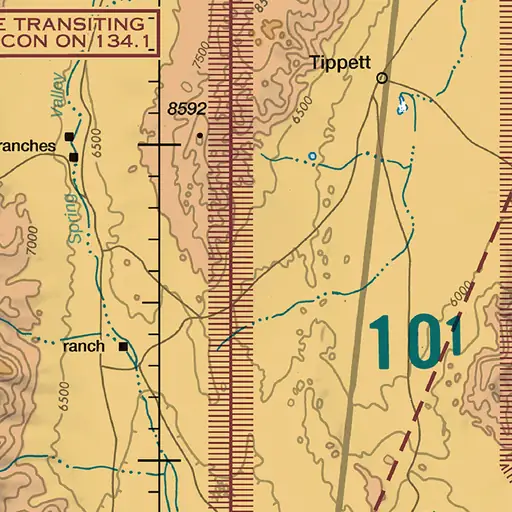 E TRANSITING
CON ON 134.1
7500
Tippett
Valley
8592
6500
ranches
6500
Spring
7000
6000
10¹
ranch
6500